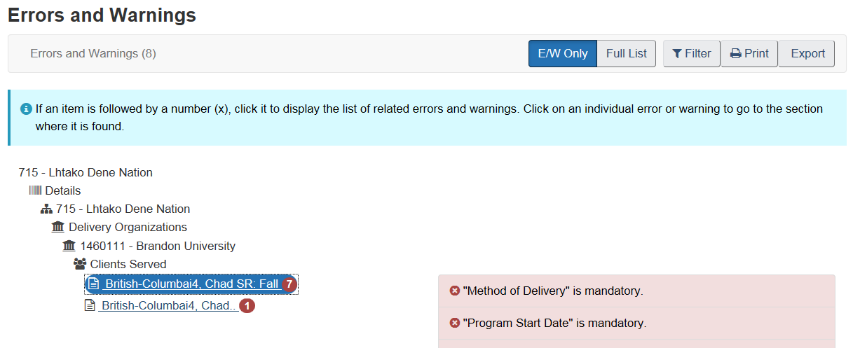 Errors and Warnings
Errors and Warnings (8)
E/W Only
Full List
Filter
Print
Export
If an item is followed by a number (x), click it to display the list of related errors and warnings. Click on an individual error or warning to go to the section
where it is found.
715 - Lhtako Dene Nation
Details
715 - Lhtako Dene Nation
Delivery Organizations
1460111 - Brandon University
Clients Served
British-Columbai4, Chad SR: Fall 7
"Method of Delivery" is mandatory.
British-Columbai4, Chad.. 1
"Program Start Date" is mandatory.